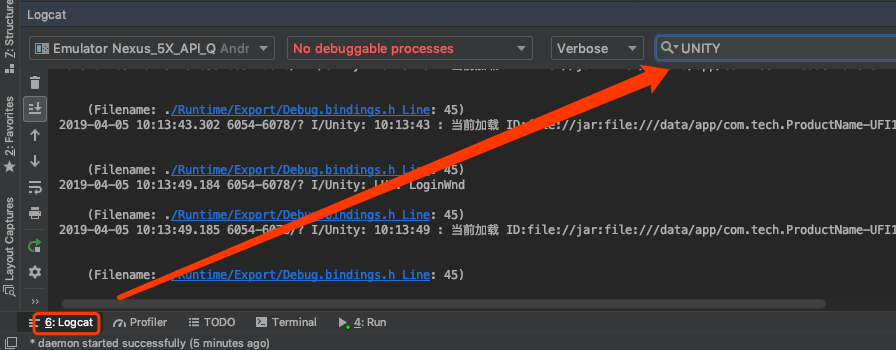 Logcat
Emulator Nexus_5X_API_Q Andr
No debuggable processes
Verbose
UNITY
Z: Structure
2: Favorites
Layout Captures
(Filename: ./Runtime/Export/Debug.bindings.h Line: 45)
2019-04-05 10:13:43.302 6054-6078/? I/Unity: 10:13:43 : 当前加载 ID:file://jar:file:///data/app/com.tech.ProductName-UFI1
(Filename: ./Runtime/Export/Debug.bindings.h Line: 45)
2019-04-05 10:13:49.184 6054-6078/? I/Unity: LoginWnd
(Filename: ./Runtime/Export/Debug.bindings.h Line: 45)
2019-04-05 10:13:49.185 6054-6078/? I/Unity: 10:13:49 : 当前加载 ID:file://jar:file:///data/app/com.tech.ProductName-UFI1
(Filename: ./Runtime/Export/Debug.bindings.h Line: 45)
6: Logcat
Profiler
TODO
Terminal
4: Run
* daemon started successfully (5 minutes ago)